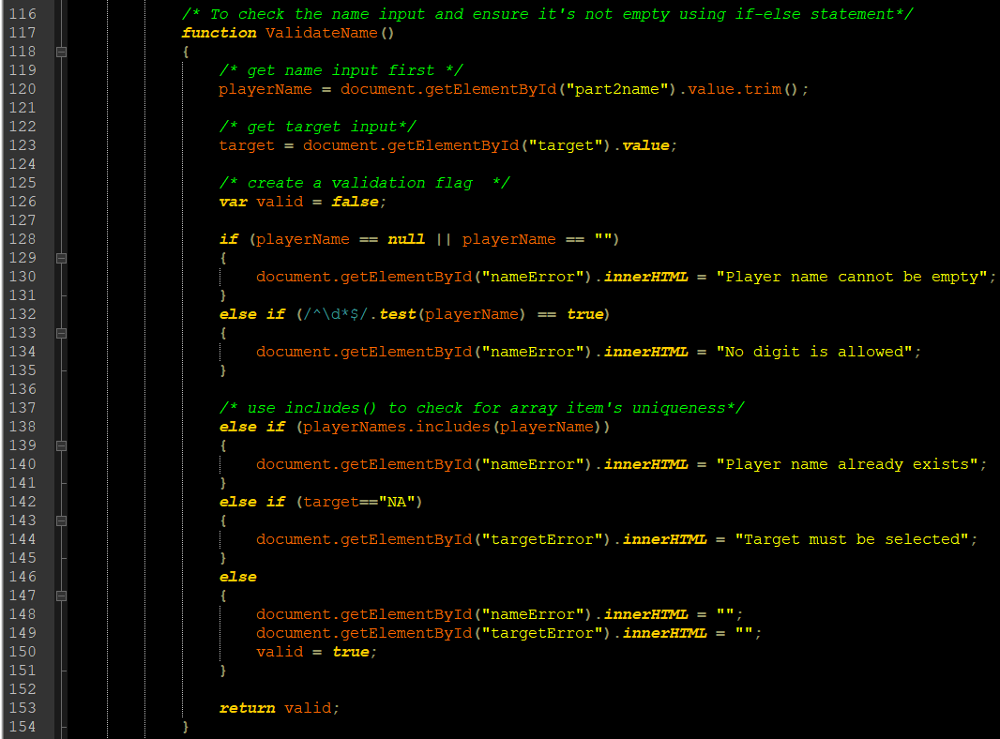 116 /* To check the name input and ensure it's not empty using if-else statement*/
117 function ValidateName()
118 {
119 /* get name input first */
120 playerName = document.getElementById("part2name").value.trim();
121
122 /* get target input*/
123 target = document.getElementById("target").value;
124
125 /* create a validation flag  */
126 var valid = false;
127
128 if (playerName == null || playerName == "")
129 {
130 document.getElementById("nameError").innerHTML = "Player name cannot be empty";
131 }
132 else if (/^\d*$/.test(playerName) == true)
133 {
134 document.getElementById("nameError").innerHTML = "No digit is allowed";
135 }
136
137 /* use includes() to check for array item's uniqueness*/
138 else if (playerNames.includes(playerName))
139 {
140 document.getElementById("nameError").innerHTML = "Player name already exists";
141 }
142 else if (target=="NA")
143 {
144 document.getElementById("targetError").innerHTML = "Target must be selected";
145 }
146 else
147 {
148 document.getElementById("nameError").innerHTML = "";
149 document.getElementById("targetError").innerHTML = "";
150 valid = true;
151 }
152
153 return valid;
154 }